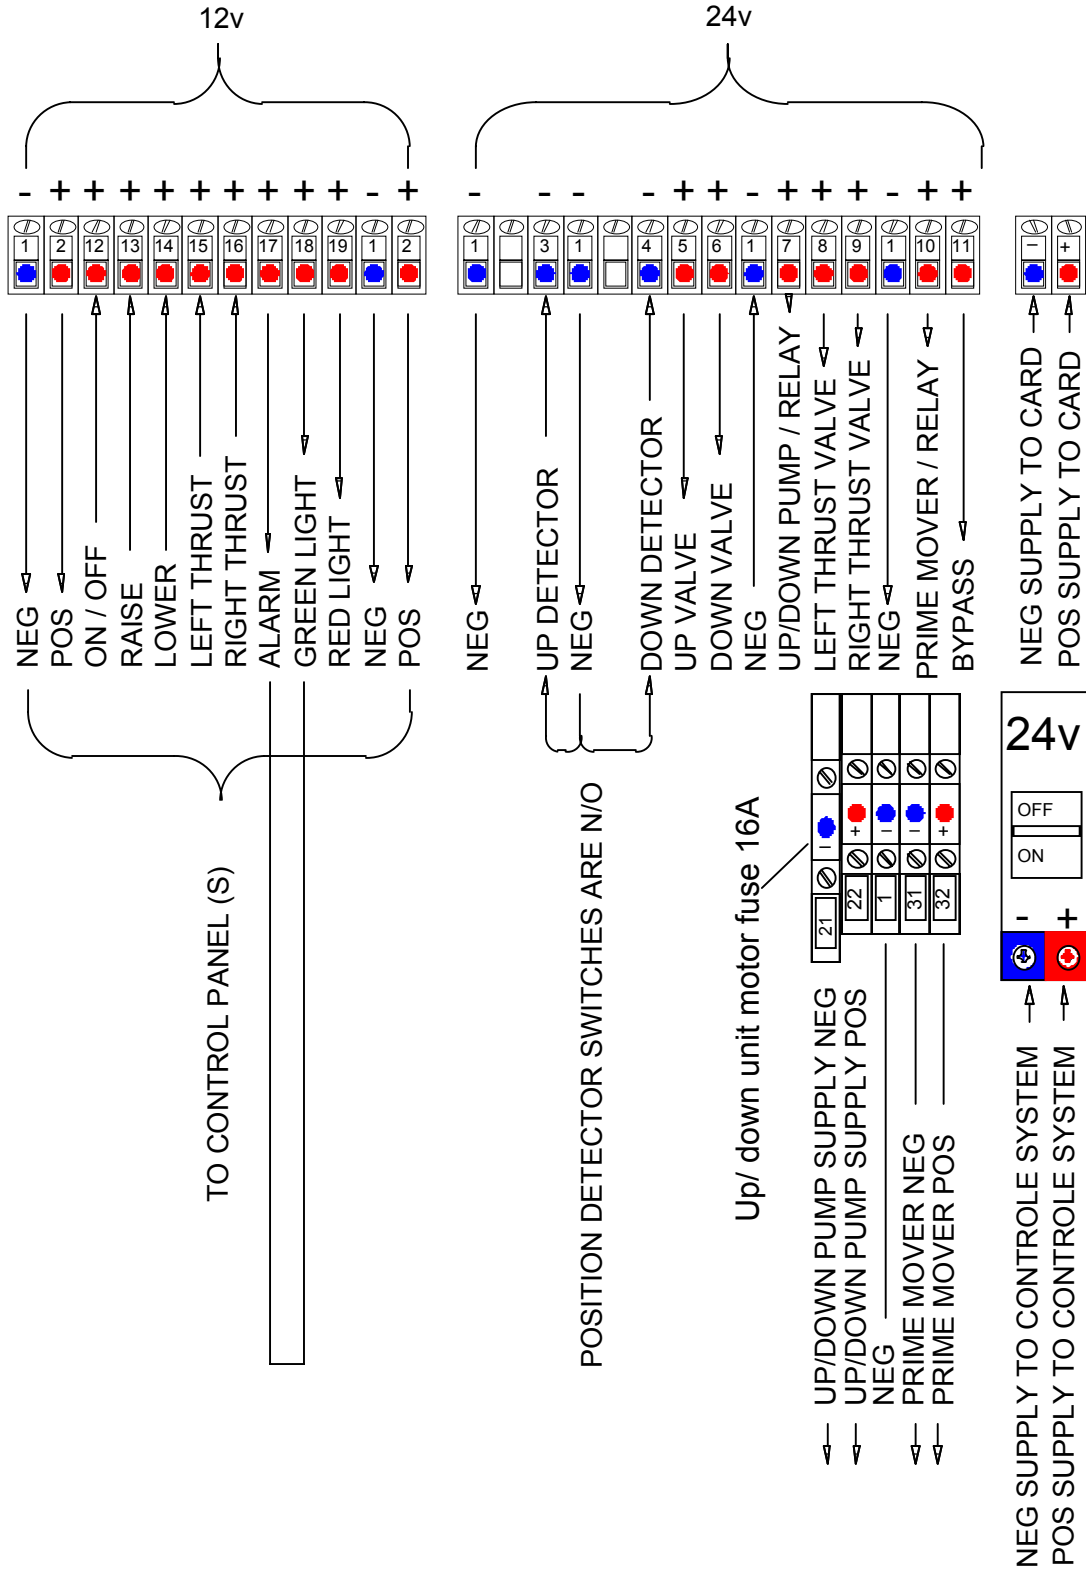 12v
24v
- + + + + + + + + + - +
- - - - + + - + + + - + +
1 2 12 13 14 15 16 17 18 19 1 2
1 3 1 4 5 6 1 7 8 9 1 10 11
- +
NEG
POS
ON / OFF
RAISE
LOWER
LEFT THRUST
RIGHT THRUST
ALARM
GREEN LIGHT
RED LIGHT
NEG
POS
NEG
UP DETECTOR
NEG
DOWN DETECTOR
UP VALVE
DOWN VALVE
NEG
UP/DOWN PUMP / RELAY
LEFT THRUST VALVE
RIGHT THRUST VALVE
NEG
PRIME MOVER / RELAY
BYPASS
NEG SUPPLY TO CARD
POS SUPPLY TO CARD
TO CONTROL PANEL (S)
POSITION DETECTOR SWITCHES ARE N/O
Up/ down unit motor fuse 16A
- + - - +
21 22 1 31 32
24v
OFF
ON
- +
UP/DOWN PUMP SUPPLY NEG
UP/DOWN PUMP SUPPLY POS
NEG
PRIME MOVER NEG
PRIME MOVER POS
NEG SUPPLY TO CONTROLE SYSTEM
POS SUPPLY TO CONTROLE SYSTEM